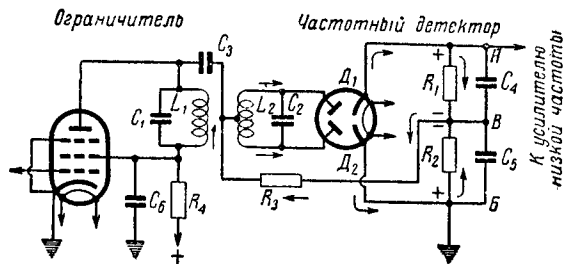 Ограничитель
Частотный детектор
C₃
Д₁
+
И
C₁
L₁
L₂
C₂
R₁
C₄
−
В
−
Д₂
R₂
C₅
C₆
R₄
R₃
+
Б
+
К усилителю
низкой частоты